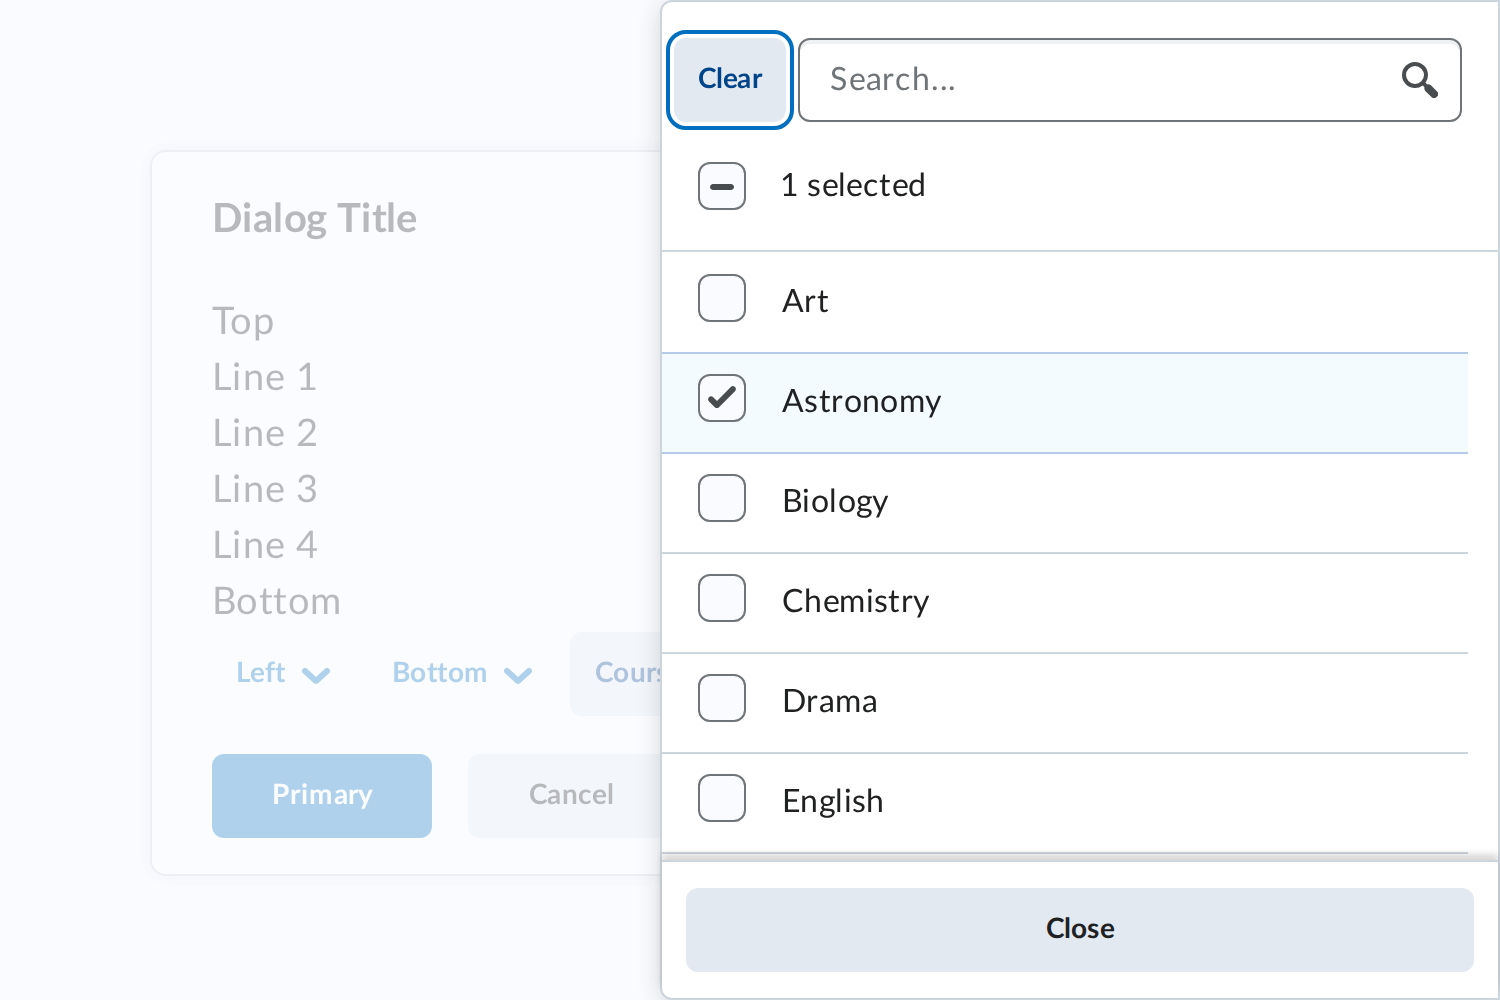 Clear
Search...
1 selected
Art
Astronomy
Biology
Chemistry
Drama
English
Close
Dialog Title
Top
Line 1
Line 2
Line 3
Line 4
Bottom
Left Bottom
Primary Cancel